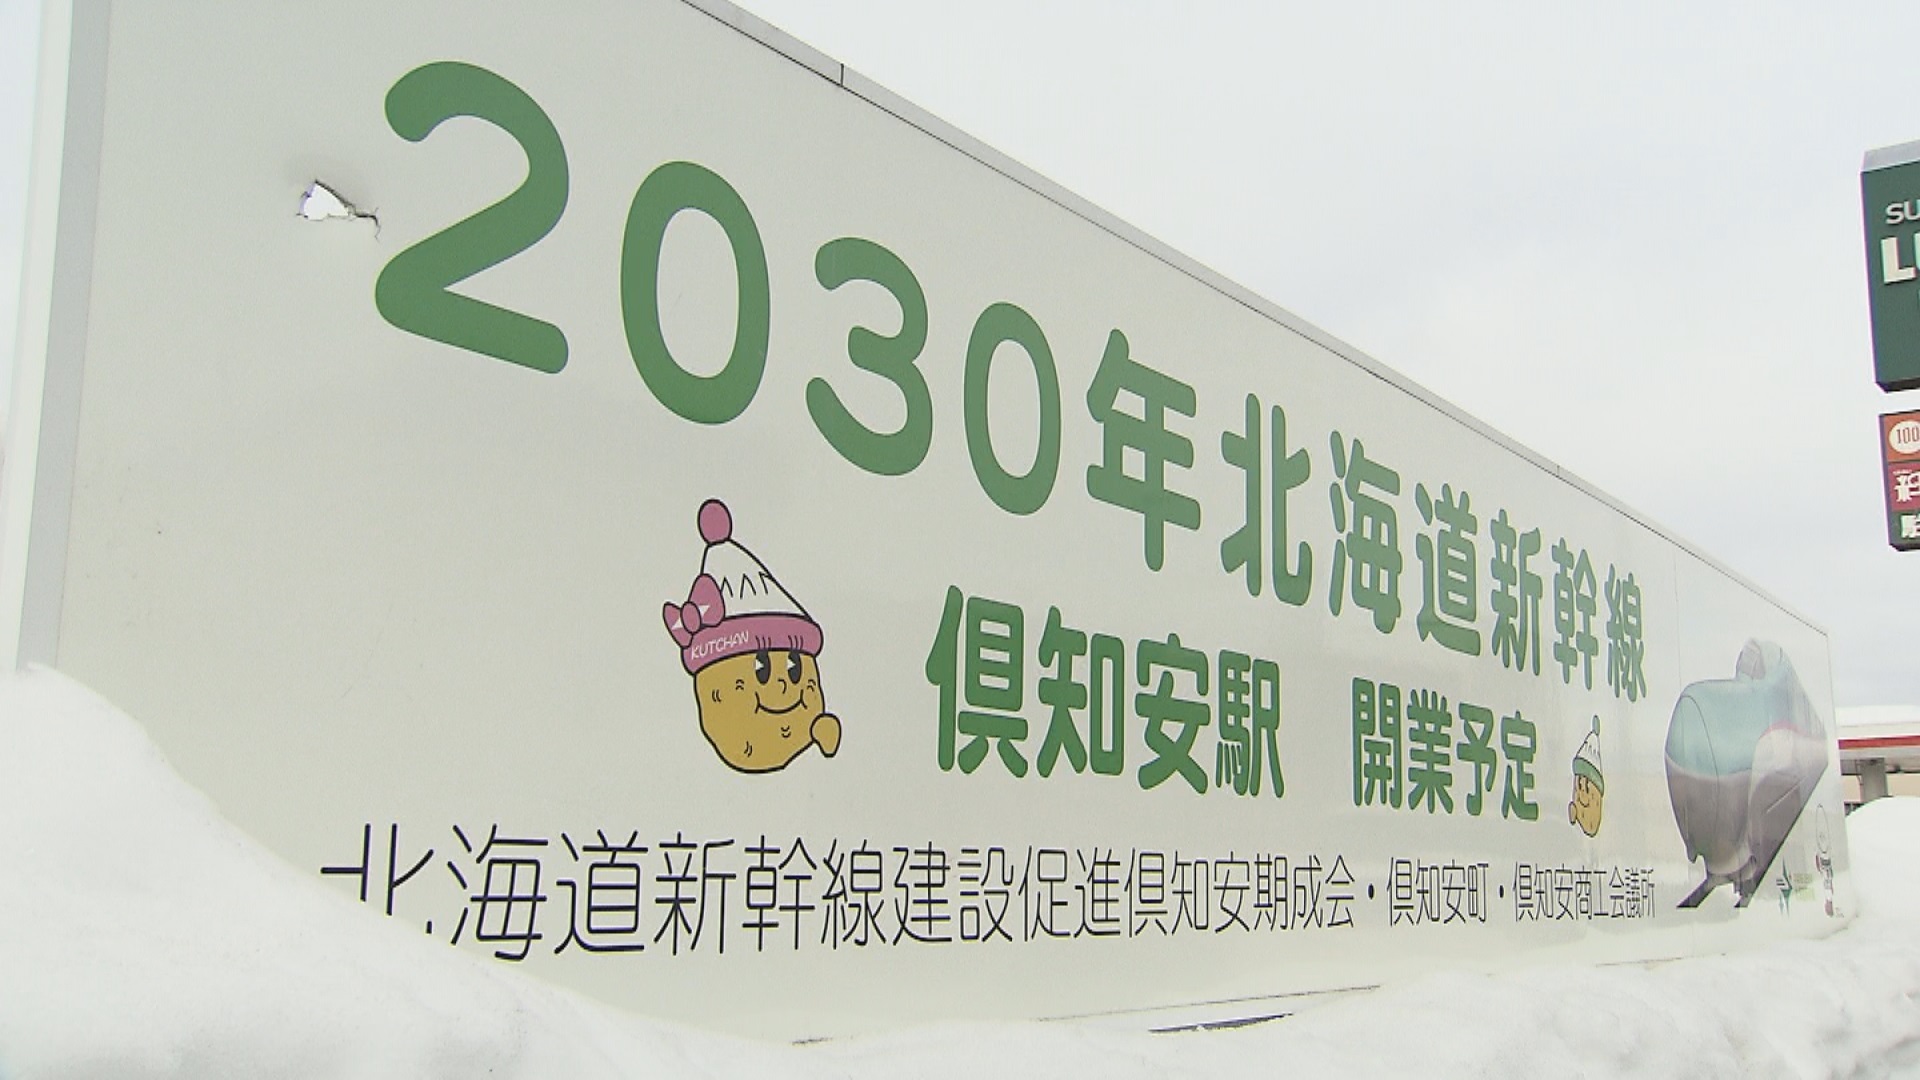 2030年北海道新幹線
倶知安駅 開業予定
KUTCHAN
北海道新幹線建設促進倶知安期成会・倶知安町・倶知安商工会議所
100